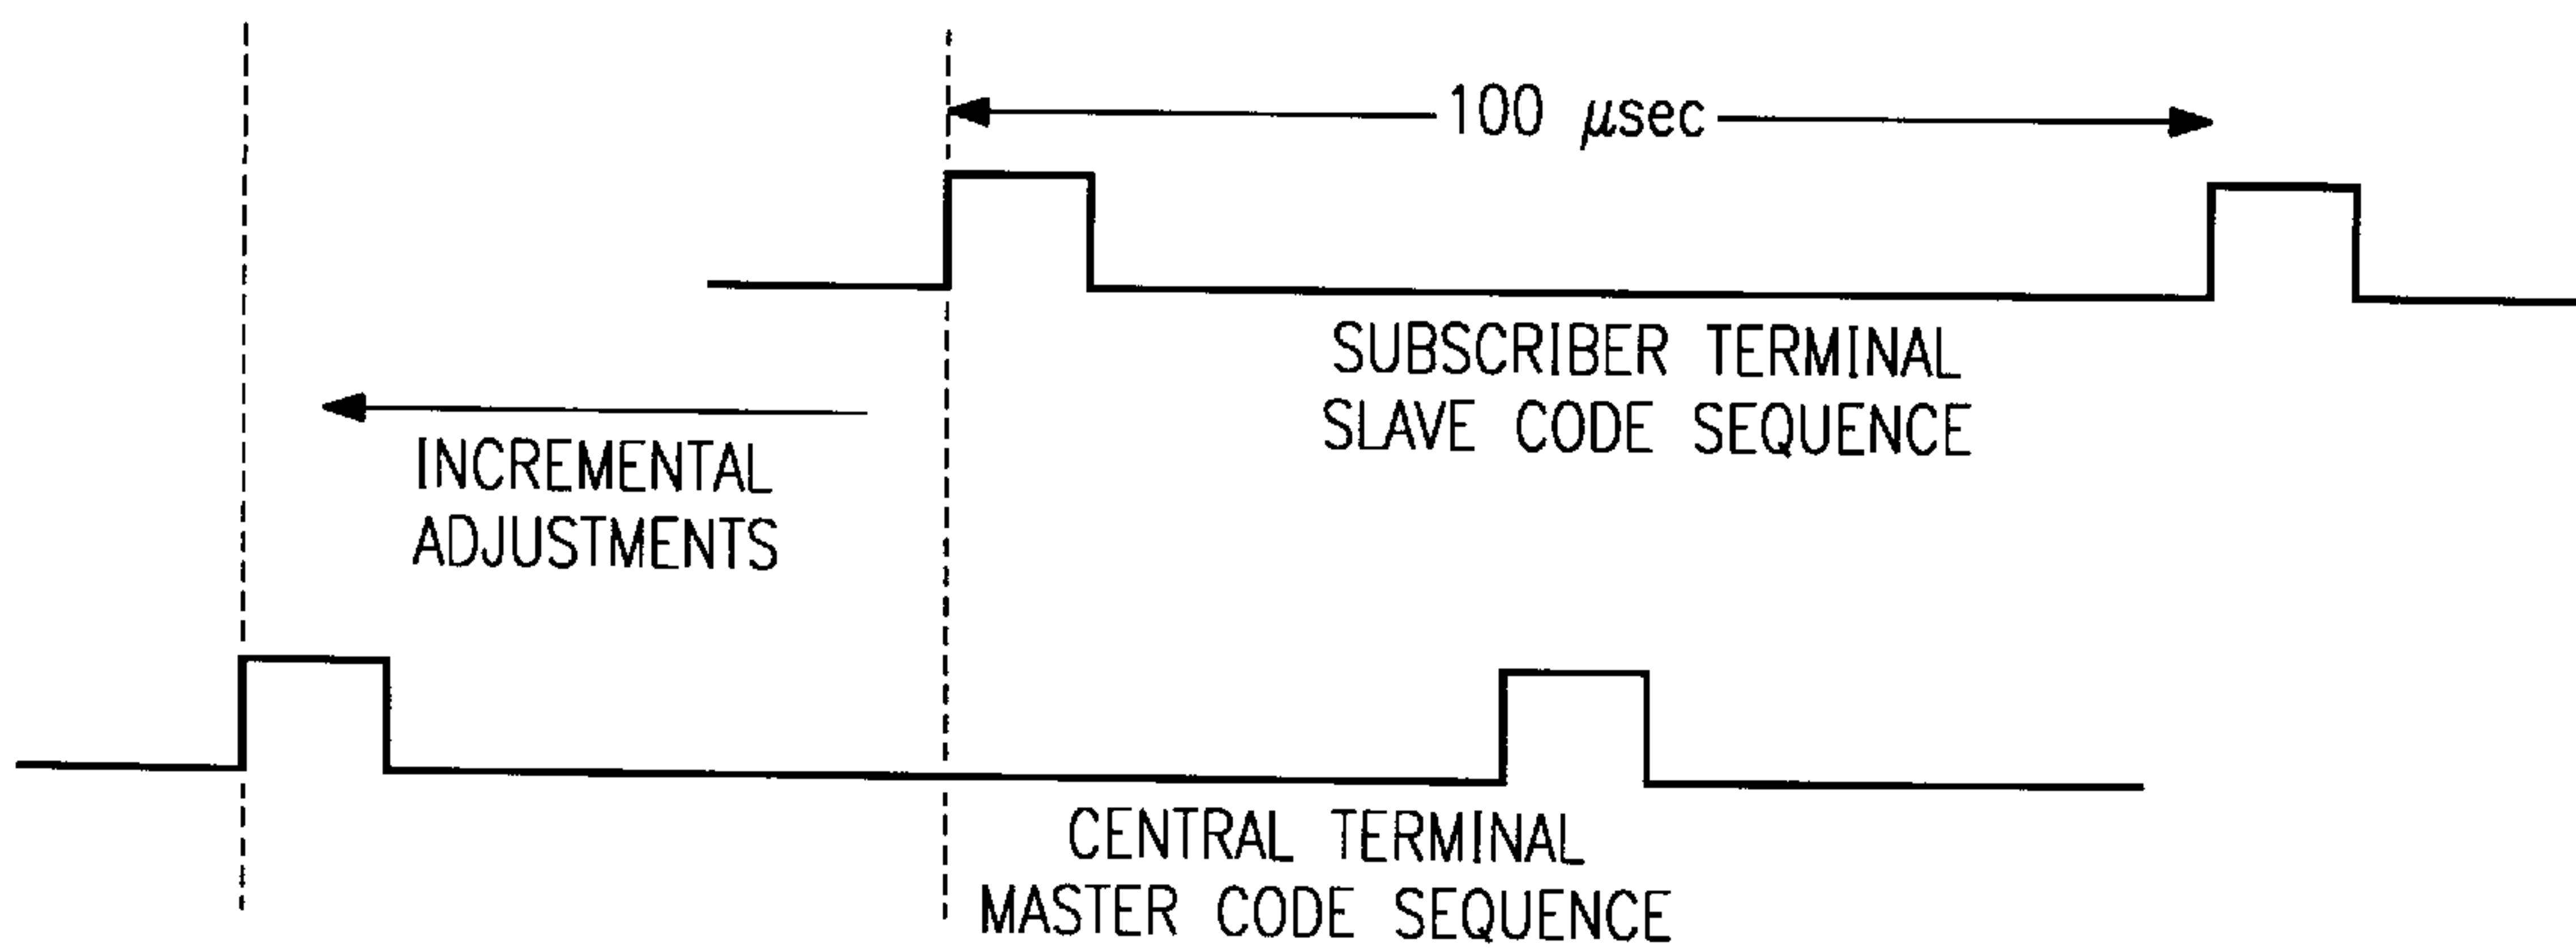 100 μsec
SUBSCRIBER TERMINAL
SLAVE CODE SEQUENCE
INCREMENTAL
ADJUSTMENTS
CENTRAL TERMINAL
MASTER CODE SEQUENCE